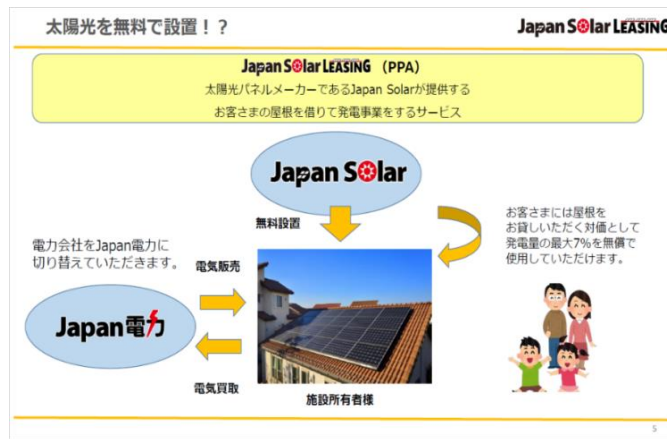 太陽光を無料で設置！？
Japan Solar LEASING
Japan Solar LEASING （PPA）
太陽光パネルメーカーであるJapan Solarが提供する
お客さまの屋根を借りて発電事業をするサービス
Japan Solar
無料設置
お客さまには屋根を
お貸しいただく対価として
発電量の最大7％を無償で
使用していただけます。
電力会社をJapan電力に
切り替えていただきます。
電気販売
Japan電力
電気買取
施設所有者様
5